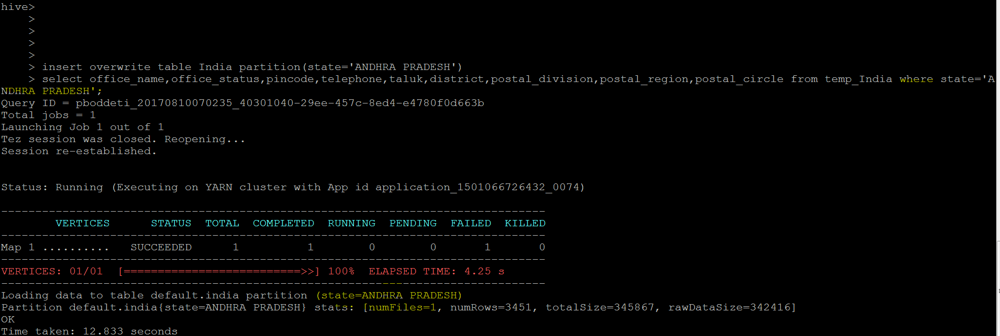 hive>
    >
    >
    >
    >
    > insert overwrite table India partition(state='ANDHRA PRADESH')
    > select office_name,office_status,pincode,telephone,taluk,district,postal_division,postal_region,postal_circle from temp_India where state='A
NDHRA PRADESH';
Query ID = pboddeti_20170810070235_40301040-29ee-457c-8ed4-e4780f0d663b
Total jobs = 1
Launching Job 1 out of 1
Tez session was closed. Reopening...
Session re-established.
Status: Running (Executing on YARN cluster with App id application_1501066726432_0074)
--------------------------------------------------------------------------------
        VERTICES      STATUS  TOTAL  COMPLETED  RUNNING  PENDING  FAILED  KILLED
--------------------------------------------------------------------------------
Map 1 ..........   SUCCEEDED      1          1        0        0       1       0
--------------------------------------------------------------------------------
VERTICES: 01/01  [==========================>>] 100%  ELAPSED TIME: 4.25 s
--------------------------------------------------------------------------------
Loading data to table default.india partition (state=ANDHRA PRADESH)
Partition default.india{state=ANDHRA PRADESH} stats: [numFiles=1, numRows=3451, totalSize=345867, rawDataSize=342416]
OK
Time taken: 12.833 seconds